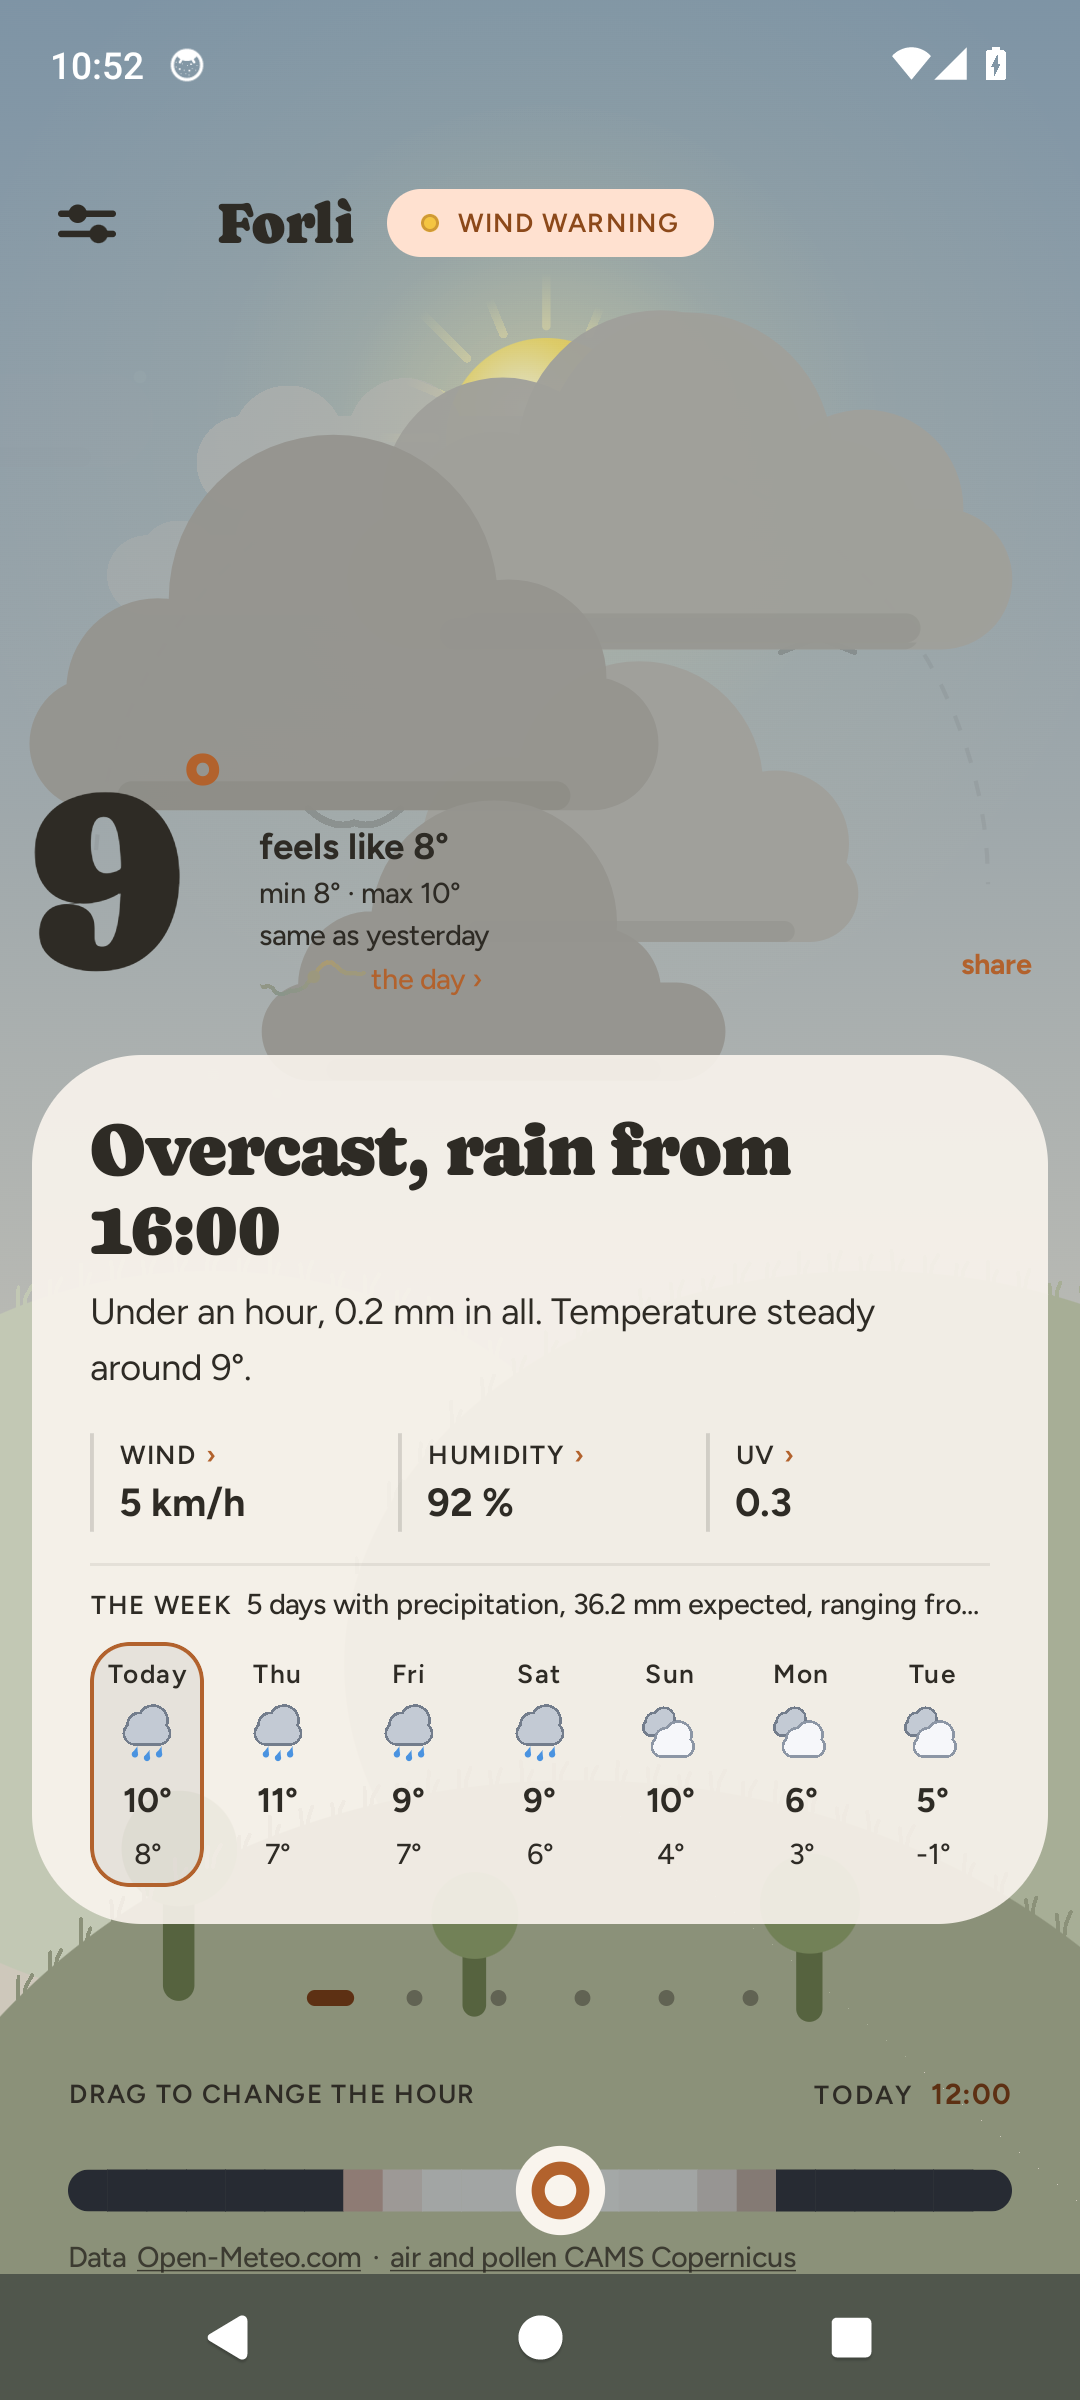 10:52
Forlì
WIND WARNING
9°
feels like 8°
min 8° · max 10°
same as yesterday
the day ›
share
Overcast, rain from
16:00
Under an hour, 0.2 mm in all. Temperature steady
around 9°.
WIND › HUMIDITY › UV ›
5 km/h 92 % 0.3
THE WEEK 5 days with precipitation, 36.2 mm expected, ranging fro...
Today Thu Fri Sat Sun Mon Tue
10° 11° 9° 9° 10° 6° 5°
8° 7° 7° 6° 4° 3° -1°
DRAG TO CHANGE THE HOUR TODAY 12:00
Data Open-Meteo.com · air and pollen CAMS Copernicus